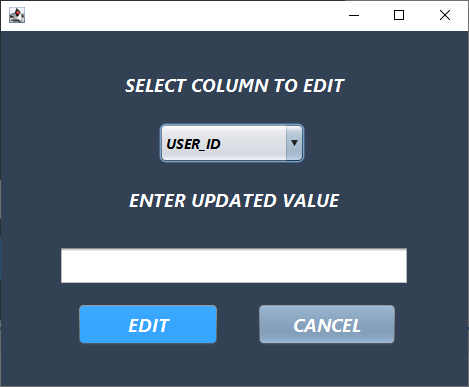 SELECT COLUMN TO EDIT
USER_ID
ENTER UPDATED VALUE
EDIT CANCEL